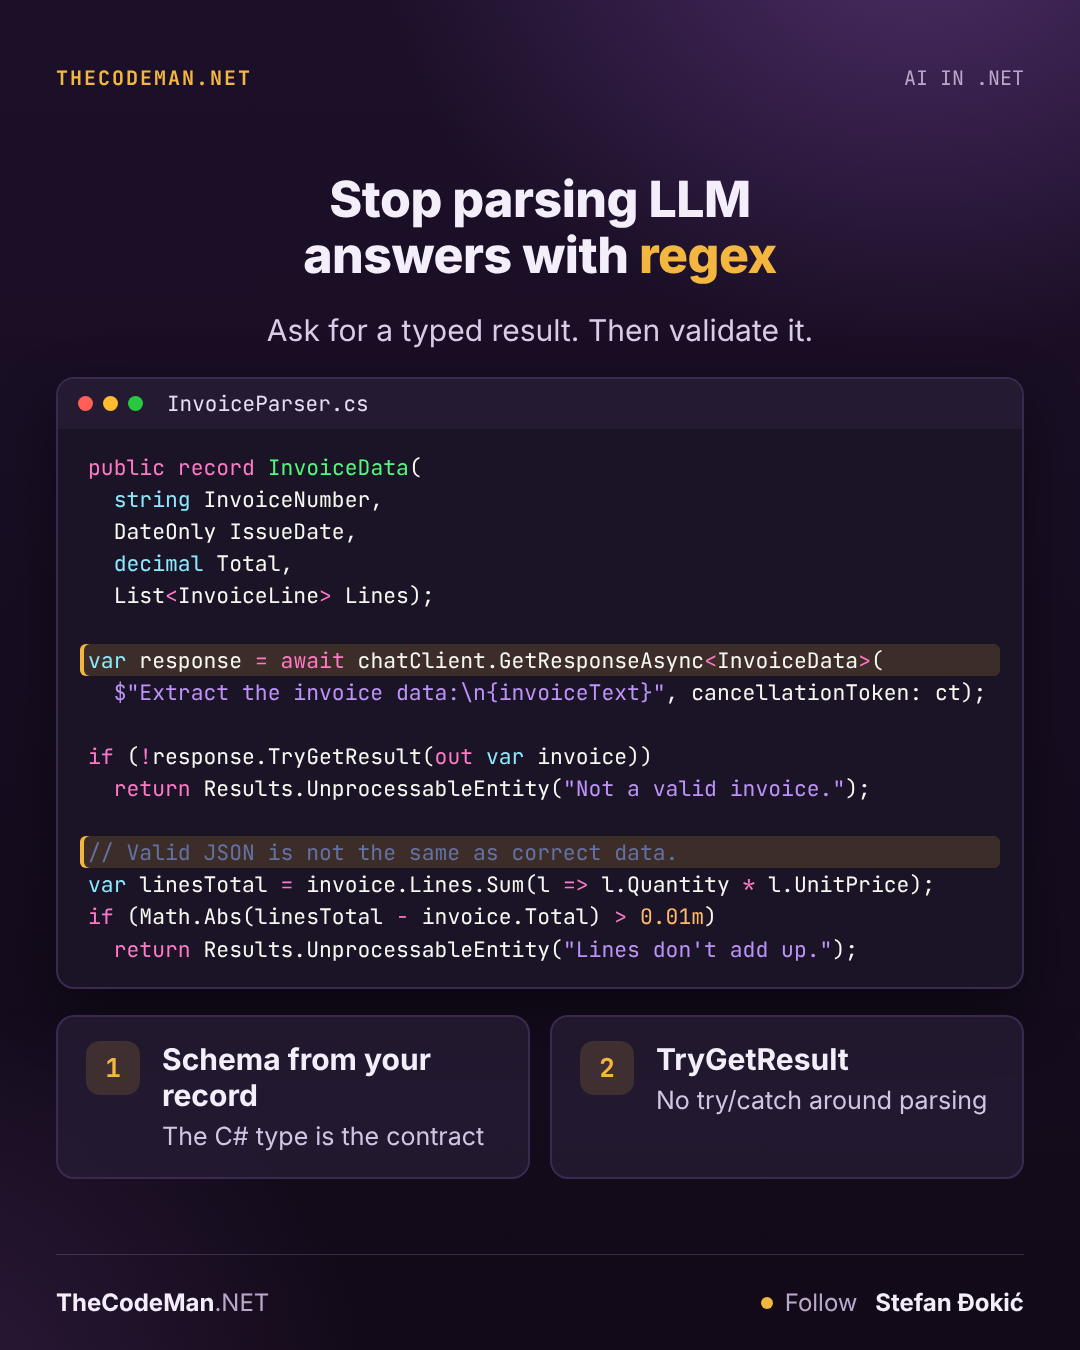 THECODEMAN.NET
AI IN .NET
Stop parsing LLM
answers with regex
Ask for a typed result. Then validate it.
InvoiceParser.cs
public record InvoiceData(
  string InvoiceNumber,
  DateOnly IssueDate,
  decimal Total,
  List<InvoiceLine> Lines);
var response = await chatClient.GetResponseAsync<InvoiceData>(
  $"Extract the invoice data:\n{invoiceText}", cancellationToken: ct);
if (!response.TryGetResult(out var invoice))
  return Results.UnprocessableEntity("Not a valid invoice.");
// Valid JSON is not the same as correct data.
var linesTotal = invoice.Lines.Sum(l => l.Quantity * l.UnitPrice);
if (Math.Abs(linesTotal - invoice.Total) > 0.01m)
  return Results.UnprocessableEntity("Lines don't add up.");
1
Schema from your
record
The C# type is the contract
2
TryGetResult
No try/catch around parsing
TheCodeMan.NET
Follow Stefan Đokić